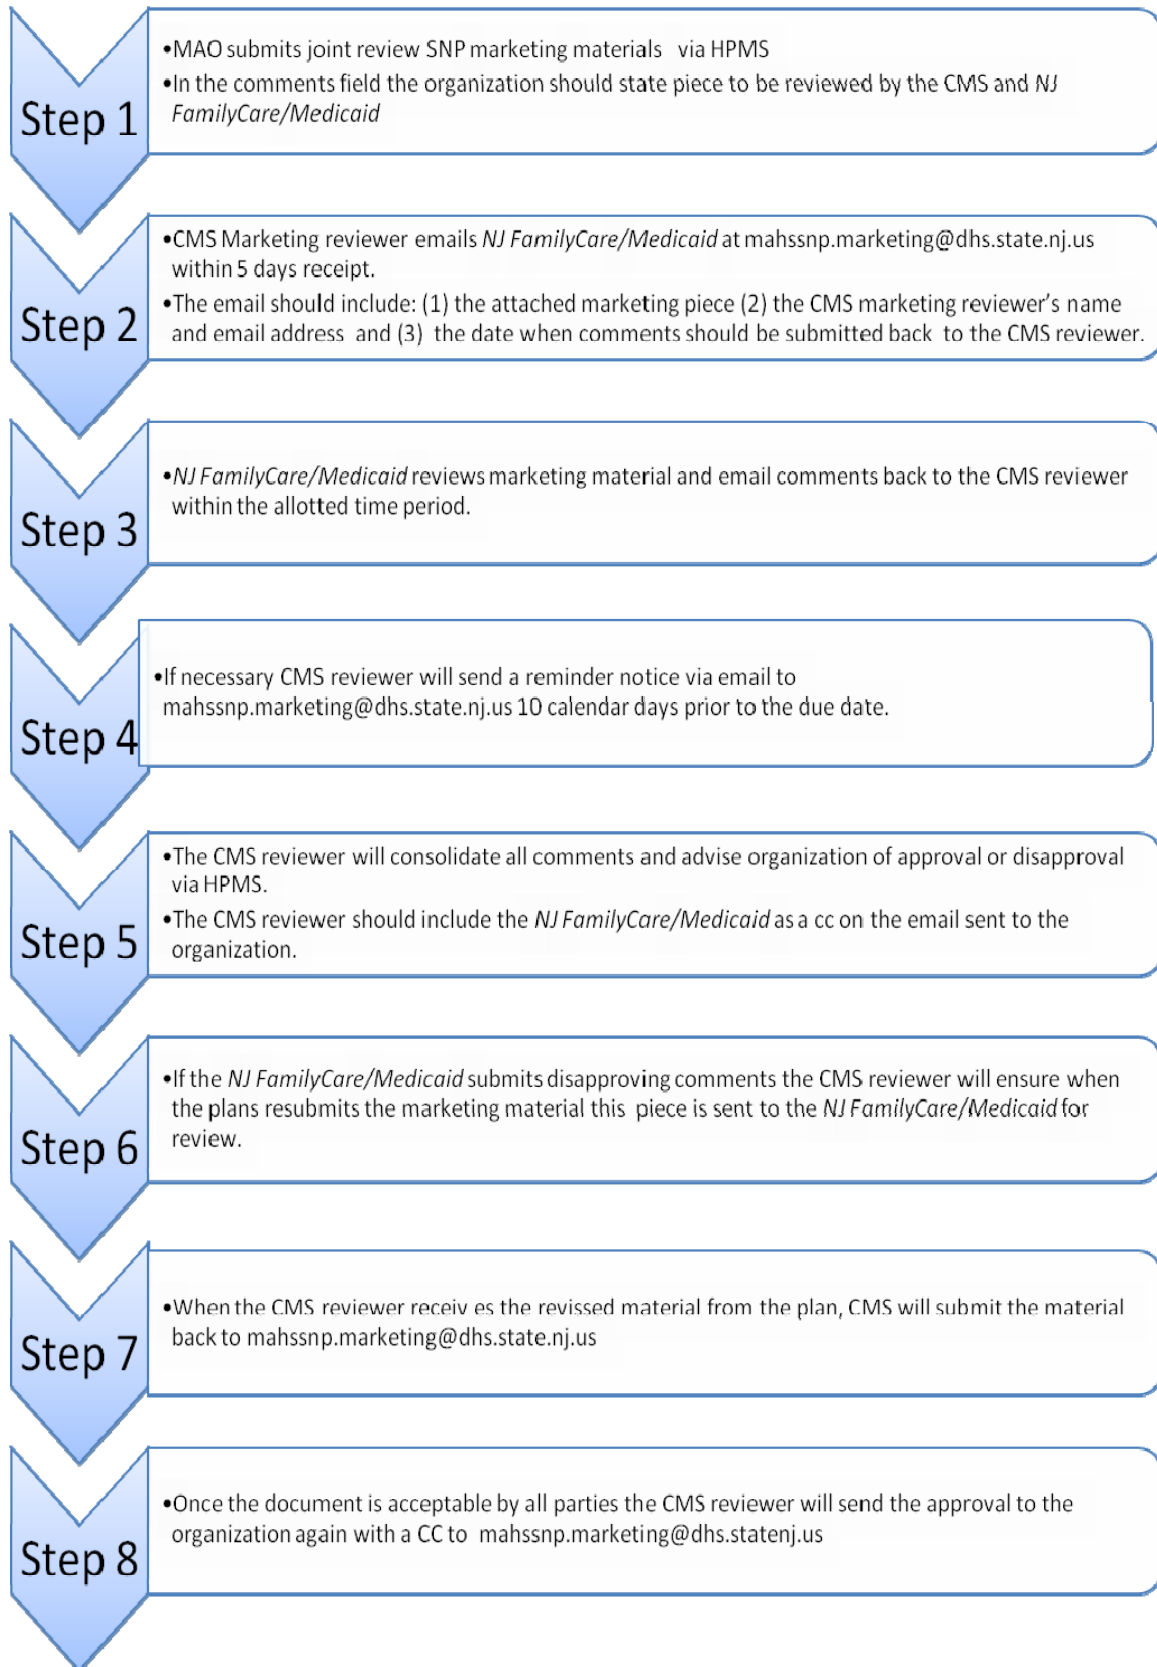 Step 1
•MAO submits joint review SNP marketing materials via HPMS
•In the comments field the organization should state piece to be reviewed by the CMS and NJ
FamilyCare/Medicaid
Step 2
•CMS Marketing reviewer emails NJ FamilyCare/Medicaid at mahssnp.marketing@dhs.state.nj.us
within 5 days receipt.
•The email should include: (1) the attached marketing piece (2) the CMS marketing reviewer's name
and email address and (3) the date when comments should be submitted back to the CMS reviewer.
Step 3
•NJ FamilyCare/Medicaid reviews marketing material and email comments back to the CMS reviewer
within the allotted time period.
Step 4
•If necessary CMS reviewer will send a reminder notice via email to
mahssnp.marketing@dhs.state.nj.us 10 calendar days prior to the due date.
Step 5
•The CMS reviewer will consolidate all comments and advise organization of approval or disapproval
via HPMS.
•The CMS reviewer should include the NJ FamilyCare/Medicaid as a cc on the email sent to the
organization.
Step 6
•If the NJ FamilyCare/Medicaid submits disapproving comments the CMS reviewer will ensure when
the plans resubmits the marketing material this piece is sent to the NJ FamilyCare/Medicaid for
review.
Step 7
•When the CMS reviewer receiv es the revissed material from the plan, CMS will submit the material
back to mahssnp.marketing@dhs.state.nj.us
Step 8
•Once the document is acceptable by all parties the CMS reviewer will send the approval to the
organization again with a CC to mahssnp.marketing@dhs.statenj.us